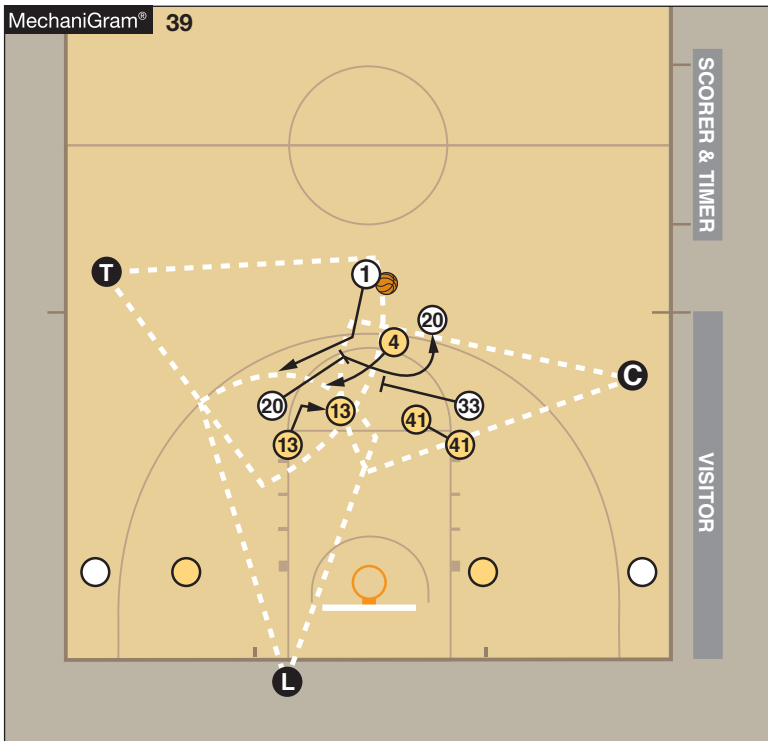 MechaniGram® 39
SCORER & TIMER
T
1
20
4
C
20
13
33
41
13
41
VISITOR
L